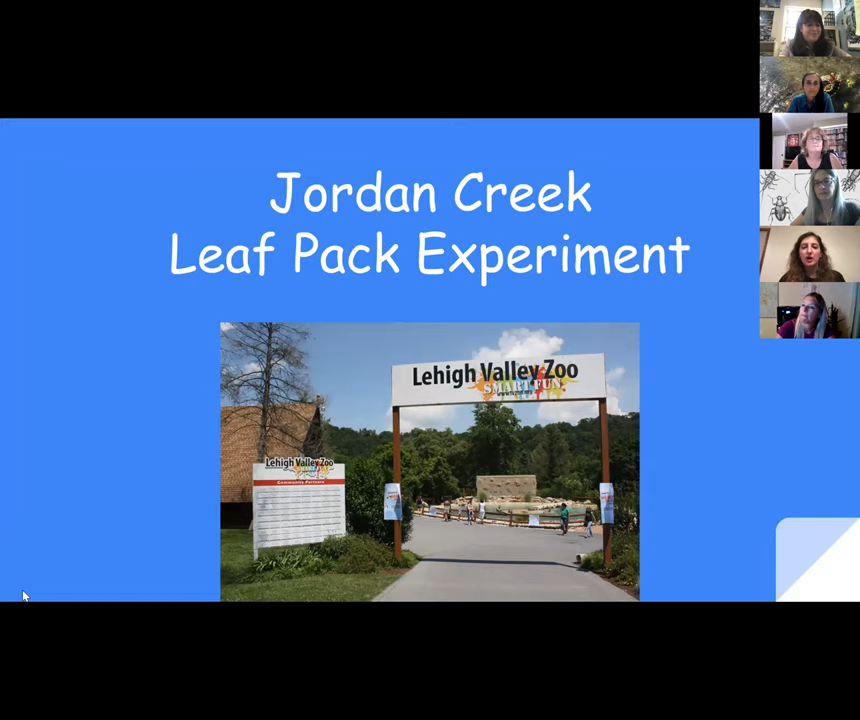 Jordan Creek
Leaf Pack Experiment
Lehigh Valley Zoo
SMART FUN
Lehigh Valley Zoo
Community Partners